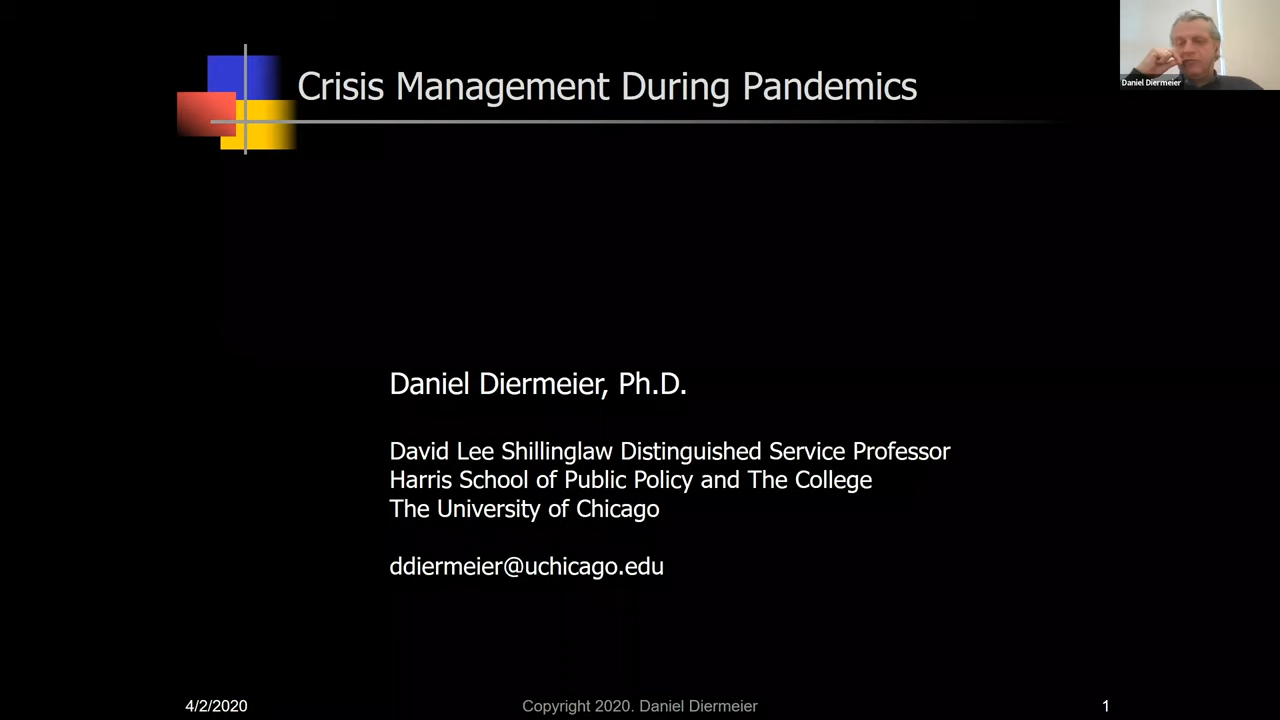 Crisis Management During Pandemics
Daniel Diermeier
Daniel Diermeier, Ph.D.
David Lee Shillinglaw Distinguished Service Professor
Harris School of Public Policy and The College
The University of Chicago
ddiermeier@uchicago.edu
4/2/2020
Copyright 2020. Daniel Diermeier
1